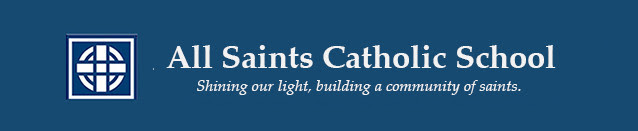 All Saints Catholic School
Shining our light, building a community of saints.